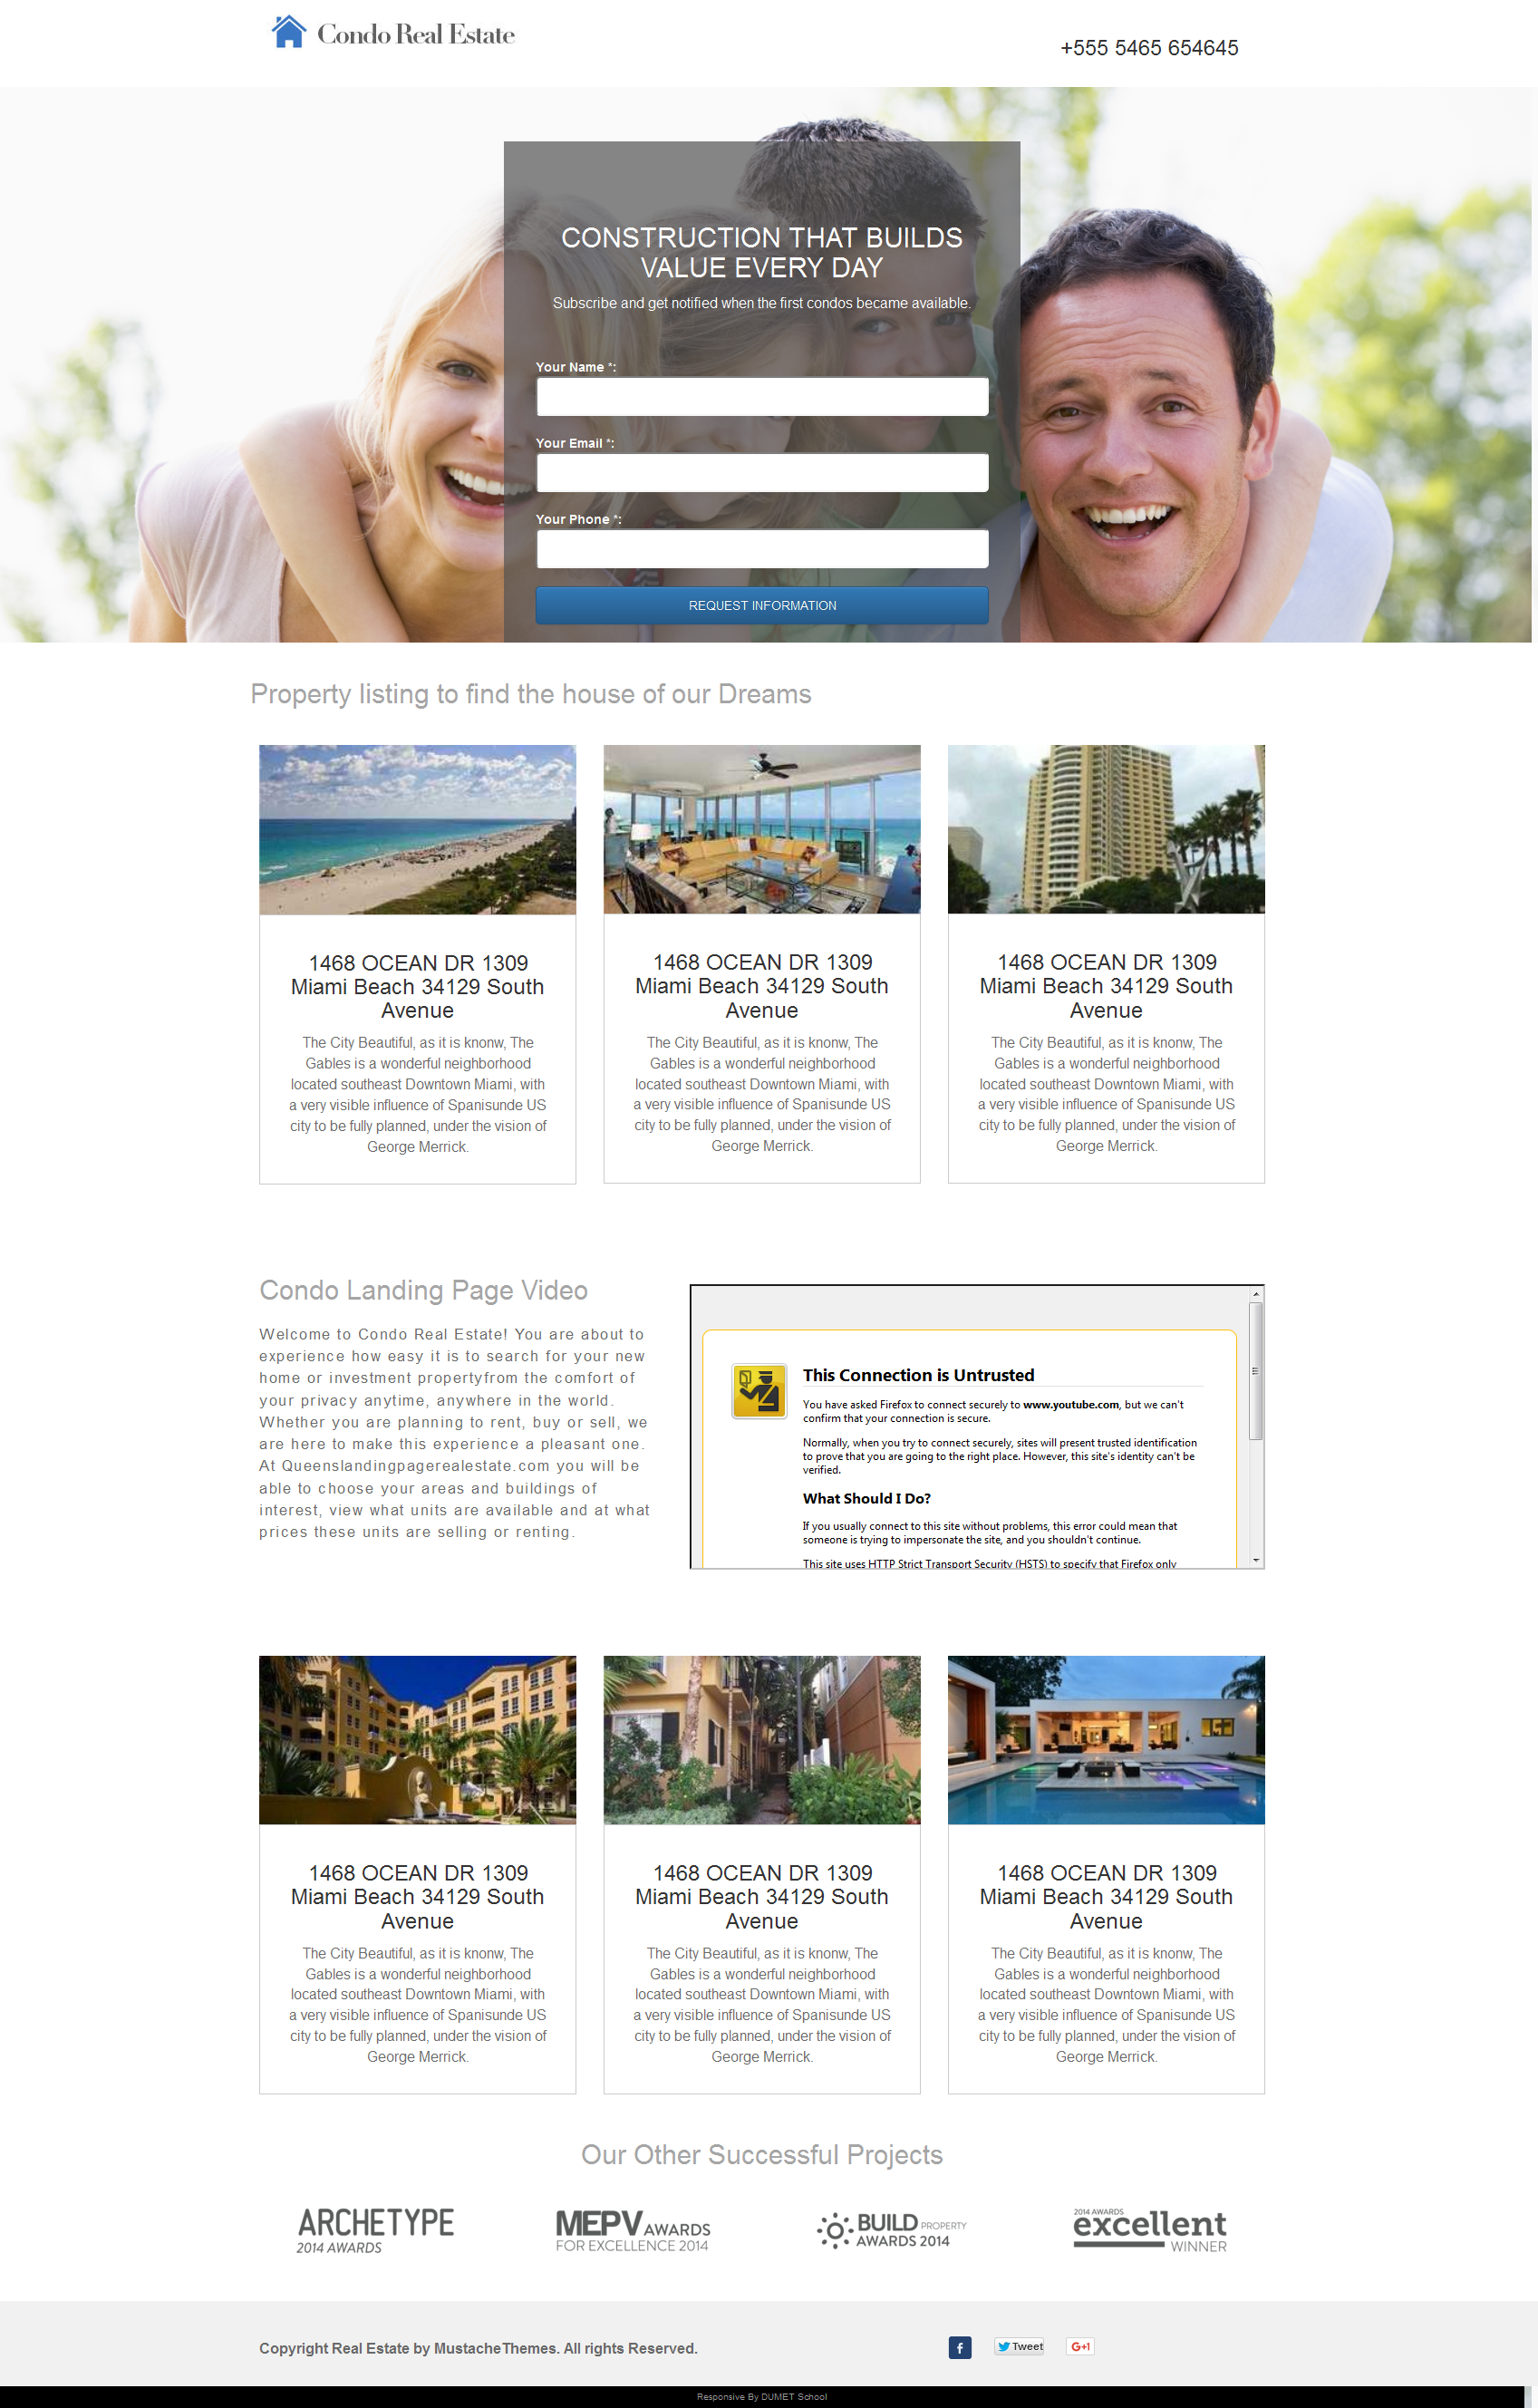 Condo Real Estate
+555 5465 654645
CONSTRUCTION THAT BUILDS
VALUE EVERY DAY
Subscribe and get notified when the first condos became available.
Your Name *:
Your Email *:
Your Phone *:
REQUEST INFORMATION
Property listing to find the house of our Dreams
1468 OCEAN DR 1309
Miami Beach 34129 South
Avenue
The City Beautiful, as it is knonw, The
Gables is a wonderful neighborhood
located southeast Downtown Miami, with
a very visible influence of Spanisunde US
city to be fully planned, under the vision of
George Merrick.
1468 OCEAN DR 1309
Miami Beach 34129 South
Avenue
The City Beautiful, as it is knonw, The
Gables is a wonderful neighborhood
located southeast Downtown Miami, with
a very visible influence of Spanisunde US
city to be fully planned, under the vision of
George Merrick.
1468 OCEAN DR 1309
Miami Beach 34129 South
Avenue
The City Beautiful, as it is knonw, The
Gables is a wonderful neighborhood
located southeast Downtown Miami, with
a very visible influence of Spanisunde US
city to be fully planned, under the vision of
George Merrick.
Condo Landing Page Video
Welcome to Condo Real Estate! You are about to
experience how easy it is to search for your new
home or investment propertyfrom the comfort of
your privacy anytime, anywhere in the world.
Whether you are planning to rent, buy or sell, we
are here to make this experience a pleasant one.
At Queenslandingpagerealestate.com you will be
able to choose your areas and buildings of
interest, view what units are available and at what
prices these units are selling or renting.
This Connection is Untrusted
You have asked Firefox to connect securely to www.youtube.com, but we can't
confirm that your connection is secure.
Normally, when you try to connect securely, sites will present trusted identification
to prove that you are going to the right place. However, this site's identity can't be
verified.
What Should I Do?
If you usually connect to this site without problems, this error could mean that
someone is trying to impersonate the site, and you shouldn't continue.
This site uses HTTP Strict Transport Security (HSTS) to specify that Firefox only
1468 OCEAN DR 1309
Miami Beach 34129 South
Avenue
The City Beautiful, as it is knonw, The
Gables is a wonderful neighborhood
located southeast Downtown Miami, with
a very visible influence of Spanisunde US
city to be fully planned, under the vision of
George Merrick.
1468 OCEAN DR 1309
Miami Beach 34129 South
Avenue
The City Beautiful, as it is knonw, The
Gables is a wonderful neighborhood
located southeast Downtown Miami, with
a very visible influence of Spanisunde US
city to be fully planned, under the vision of
George Merrick.
1468 OCEAN DR 1309
Miami Beach 34129 South
Avenue
The City Beautiful, as it is knonw, The
Gables is a wonderful neighborhood
located southeast Downtown Miami, with
a very visible influence of Spanisunde US
city to be fully planned, under the vision of
George Merrick.
Our Other Successful Projects
ARCHETYPE
2014 AWARDS
MEPV AWARDS
FOR EXCELLENCE 2014
BUILD PROPERTY
AWARDS 2014
2014 AWARDS
excellent
WINNER
Copyright Real Estate by MustacheThemes. All rights Reserved.
f
Tweet
G+1
Responsive By DUMET School